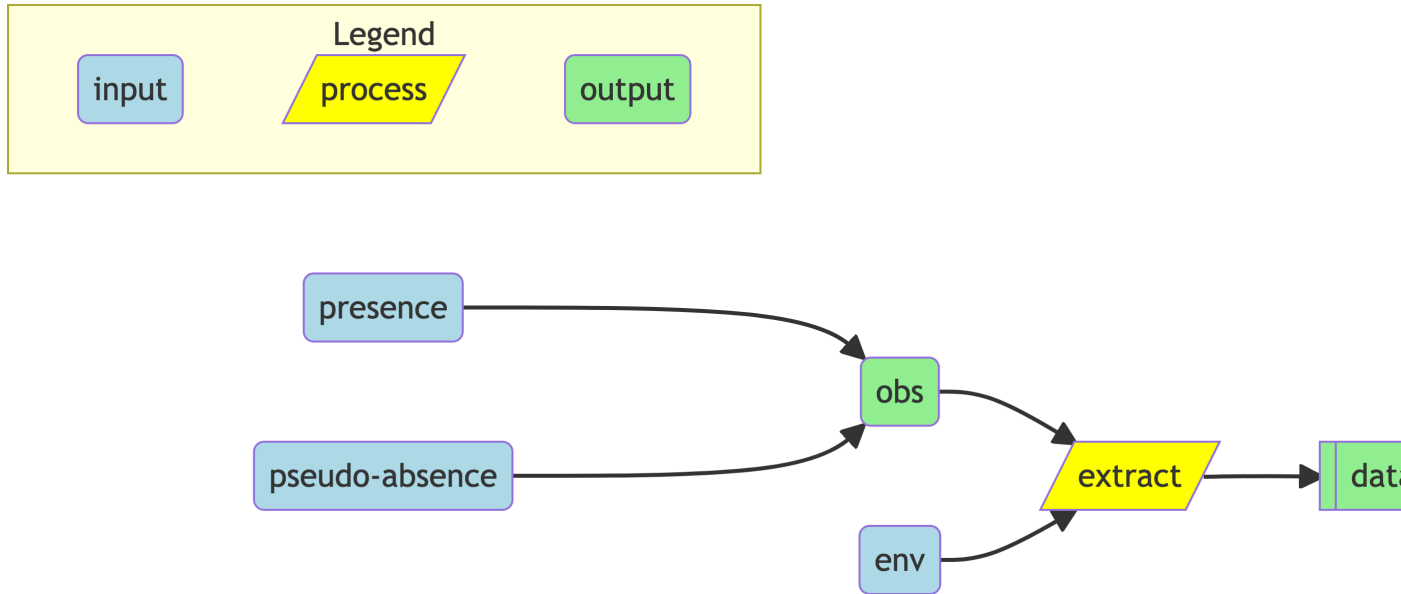 Legend
input
process
output
presence
obs
pseudo-absence
extract
env